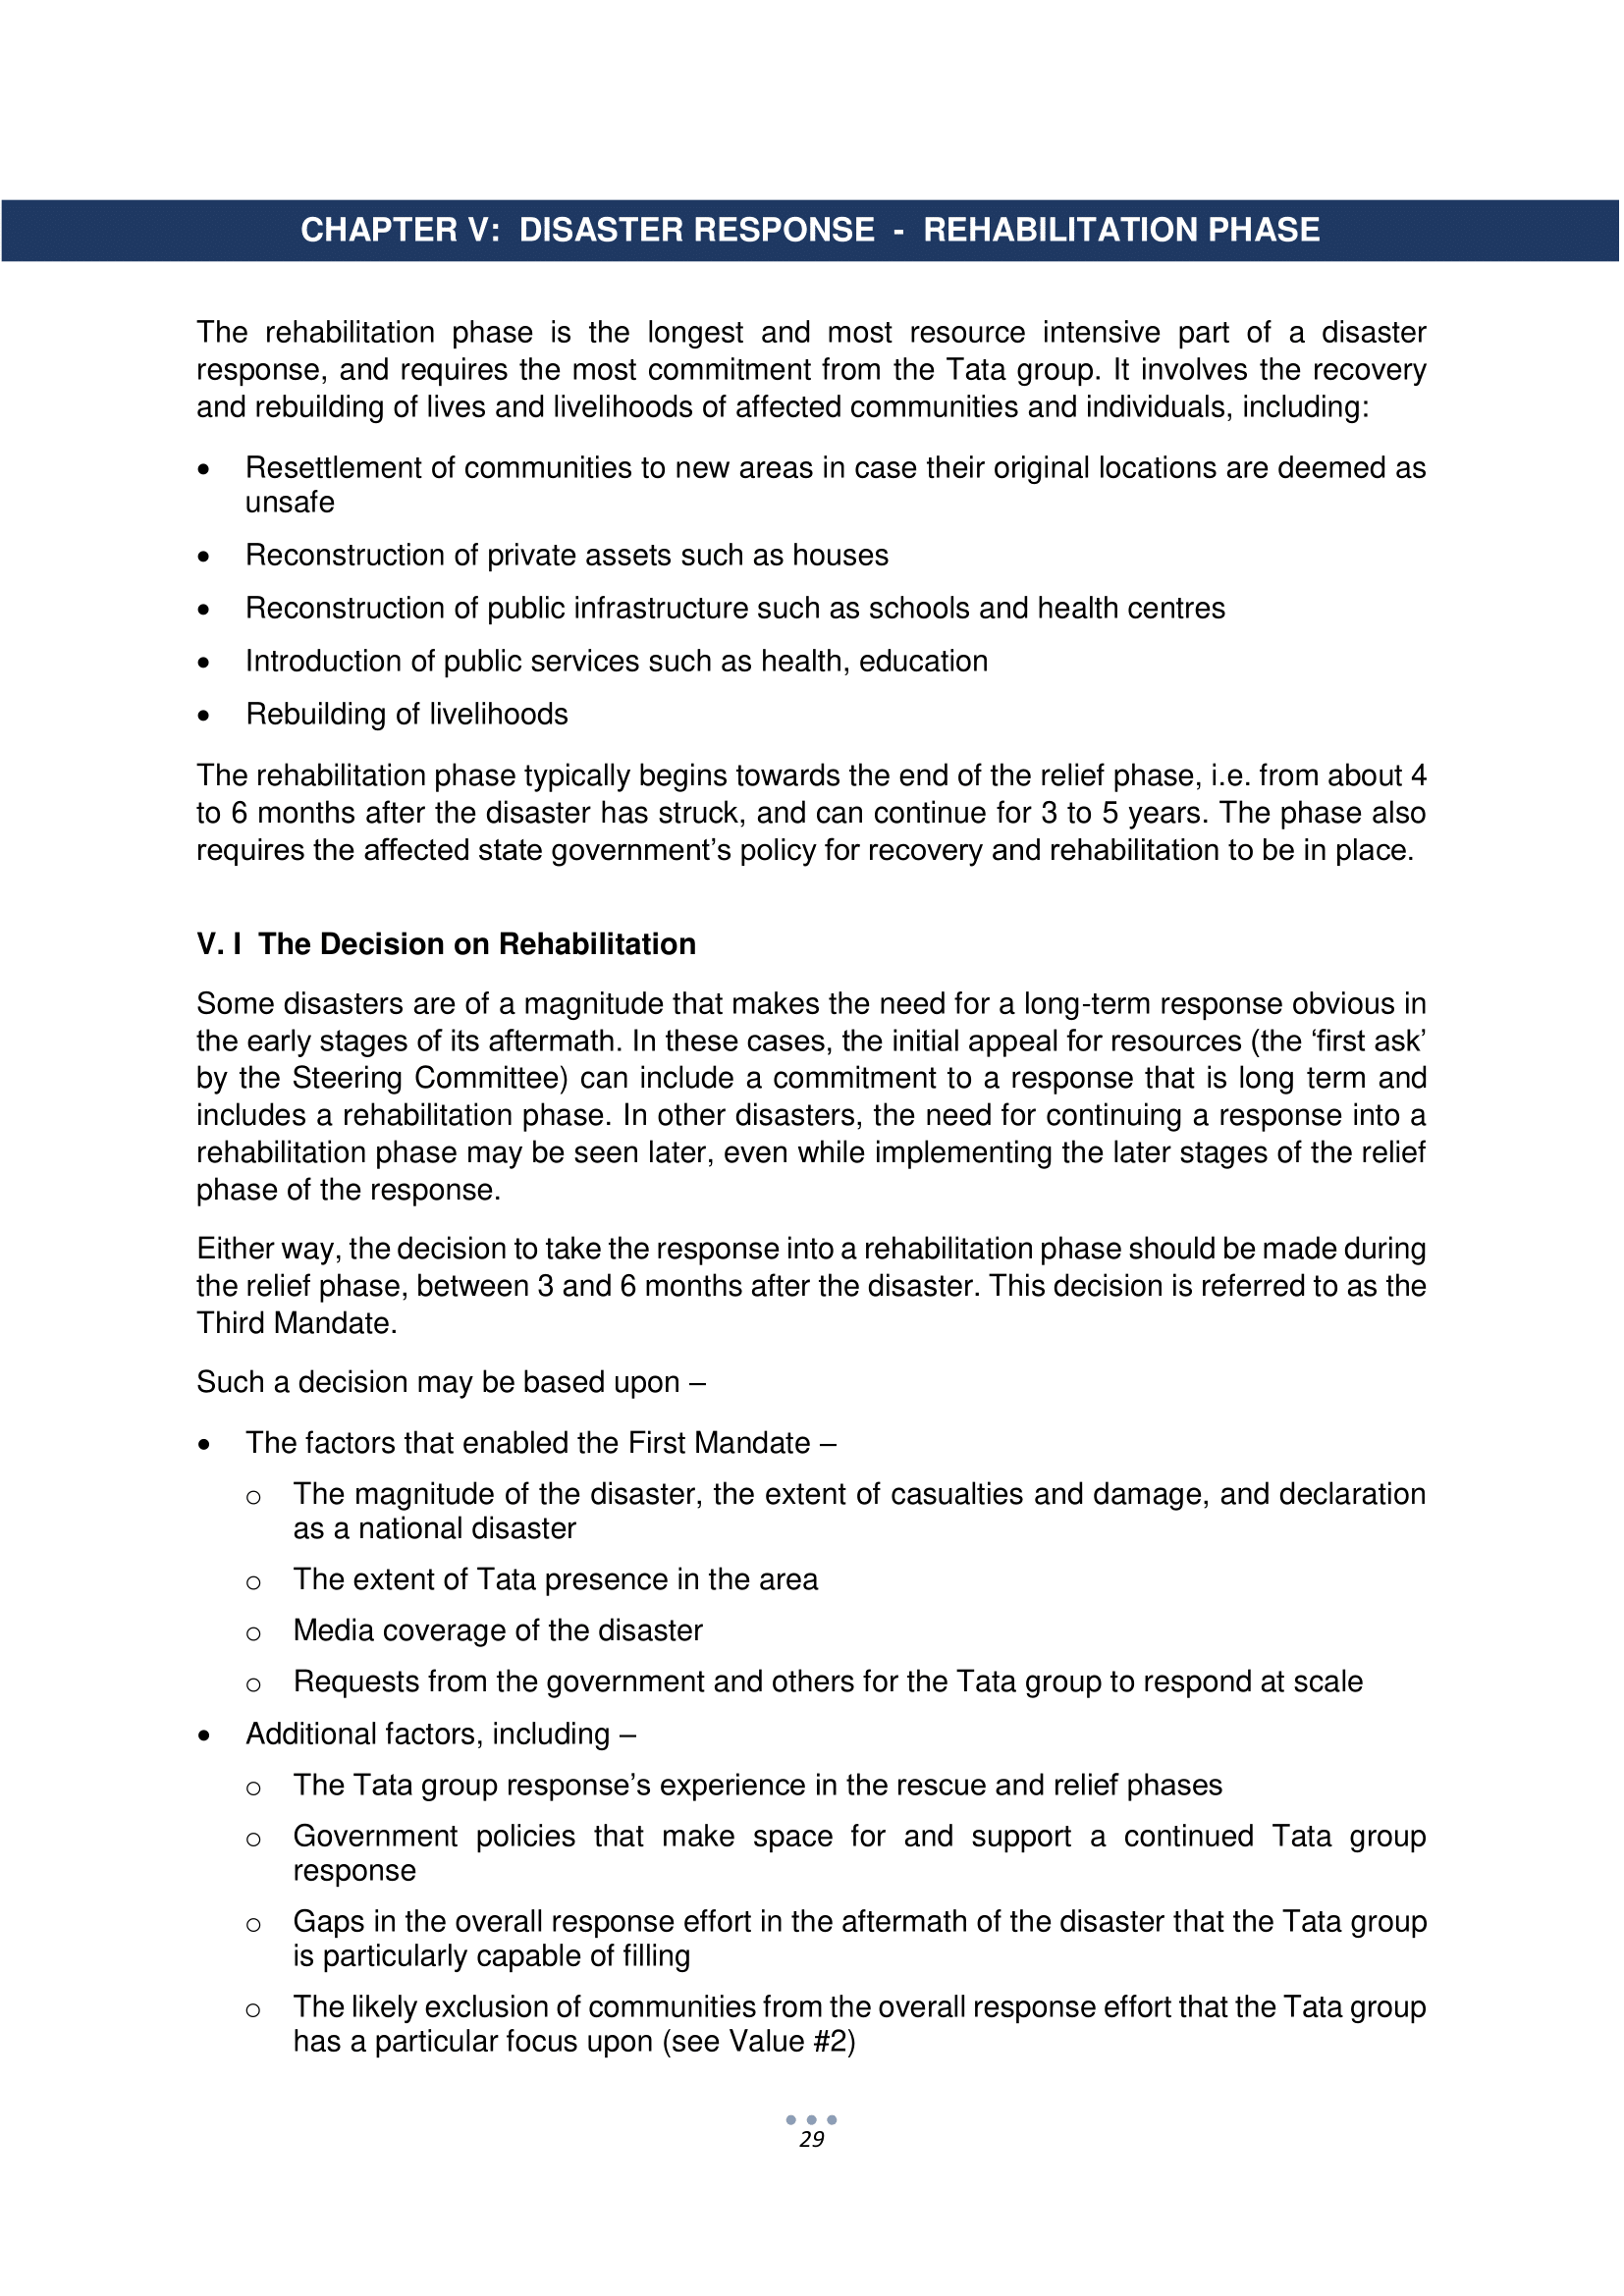 CHAPTER V: DISASTER RESPONSE - REHABILITATION PHASE
The rehabilitation phase is the longest and most resource intensive part of a disaster
response, and requires the most commitment from the Tata group. It involves the recovery
and rebuilding of lives and livelihoods of affected communities and individuals, including:
• Resettlement of communities to new areas in case their original locations are deemed as
unsafe
• Reconstruction of private assets such as houses
• Reconstruction of public infrastructure such as schools and health centres
• Introduction of public services such as health, education
• Rebuilding of livelihoods
The rehabilitation phase typically begins towards the end of the relief phase, i.e. from about 4
to 6 months after the disaster has struck, and can continue for 3 to 5 years. The phase also
requires the affected state government’s policy for recovery and rehabilitation to be in place.
V. I The Decision on Rehabilitation
Some disasters are of a magnitude that makes the need for a long-term response obvious in
the early stages of its aftermath. In these cases, the initial appeal for resources (the ‘first ask’
by the Steering Committee) can include a commitment to a response that is long term and
includes a rehabilitation phase. In other disasters, the need for continuing a response into a
rehabilitation phase may be seen later, even while implementing the later stages of the relief
phase of the response.
Either way, the decision to take the response into a rehabilitation phase should be made during
the relief phase, between 3 and 6 months after the disaster. This decision is referred to as the
Third Mandate.
Such a decision may be based upon –
• The factors that enabled the First Mandate –
o The magnitude of the disaster, the extent of casualties and damage, and declaration
as a national disaster
o The extent of Tata presence in the area
o Media coverage of the disaster
o Requests from the government and others for the Tata group to respond at scale
• Additional factors, including –
o The Tata group response’s experience in the rescue and relief phases
o Government policies that make space for and support a continued Tata group
response
o Gaps in the overall response effort in the aftermath of the disaster that the Tata group
is particularly capable of filling
o The likely exclusion of communities from the overall response effort that the Tata group
has a particular focus upon (see Value #2)
29